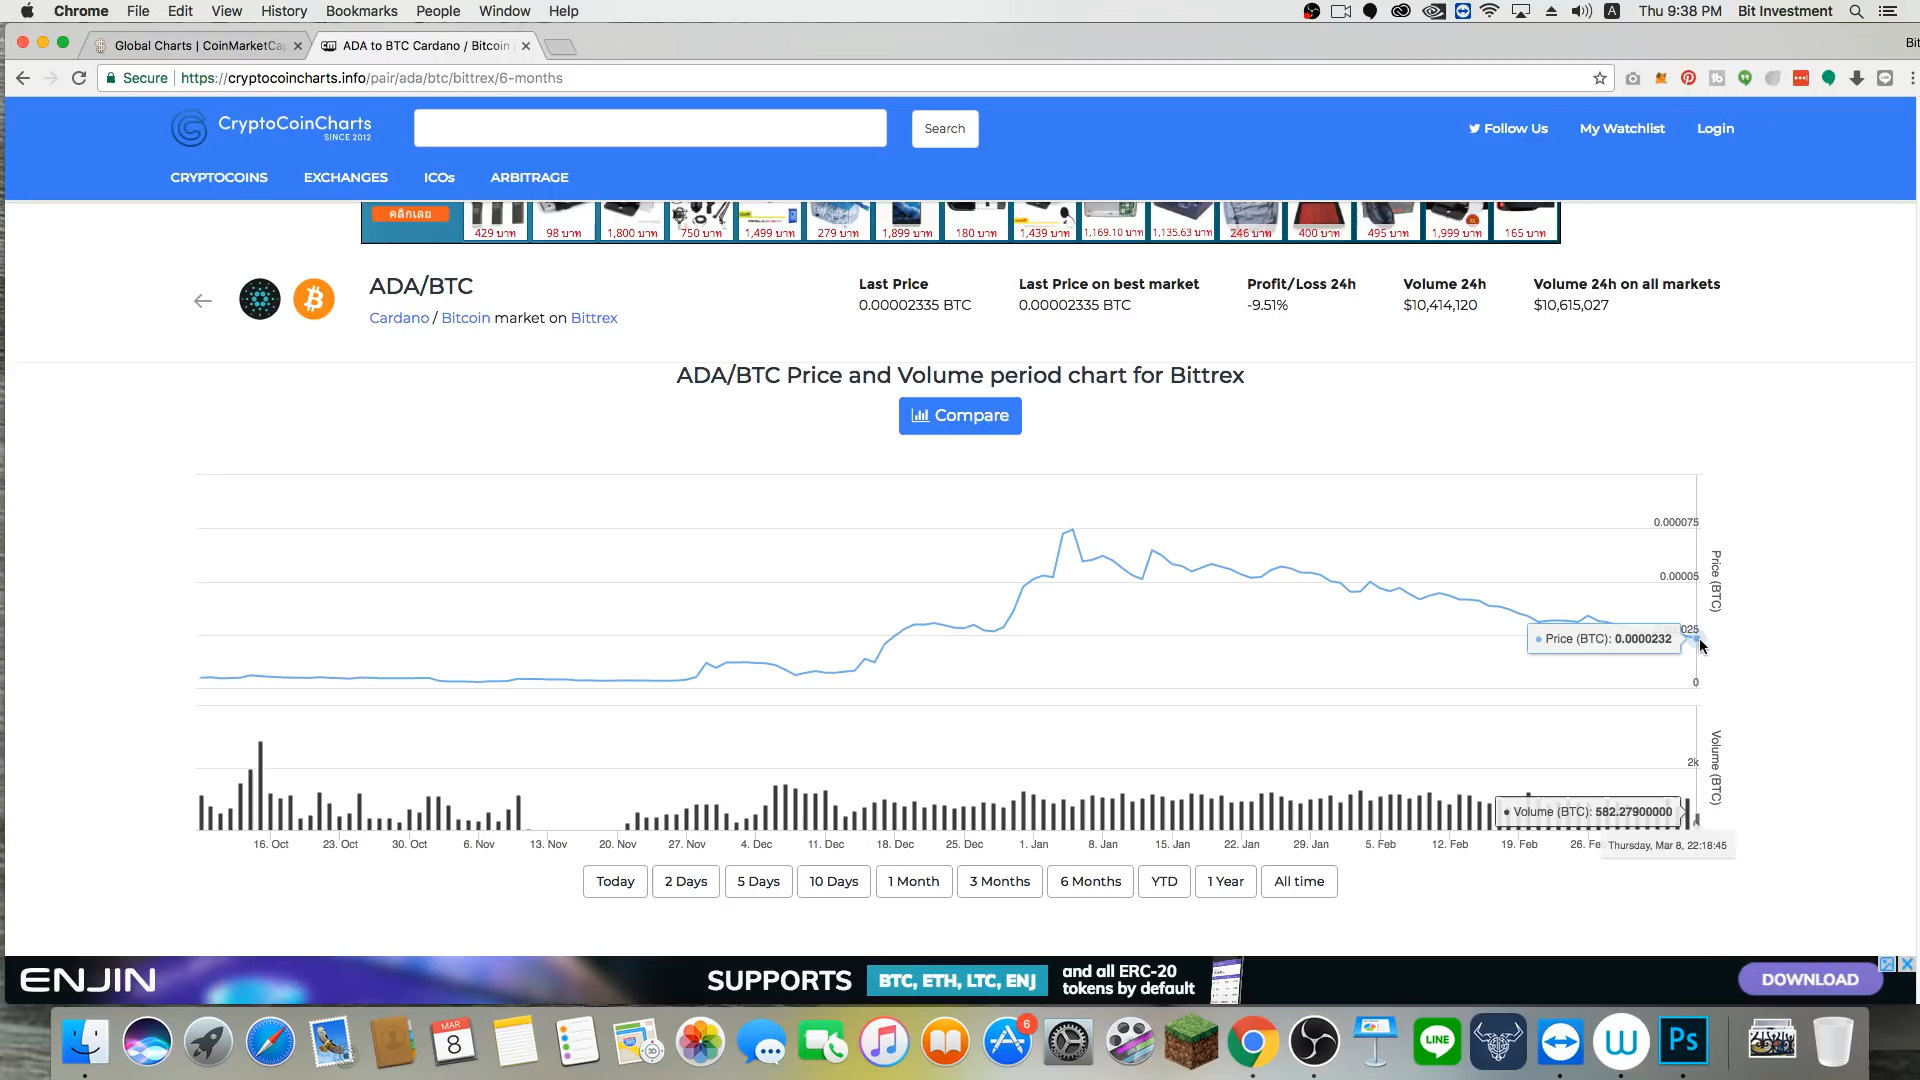 Chrome File Edit View History Bookmarks People Window Help
A Thu 9:38 PM Bit Investment
Global Charts | CoinMarketCap
ADA to BTC Cardano / Bitcoin
Bit
Secure https://cryptocoincharts.info/pair/ada/btc/bittrex/6-months
CryptoCoinCharts
SINCE 2012
Search
Follow Us My Watchlist Login
CRYPTOCOINS EXCHANGES ICOs ARBITRAGE
คลิกเลย
429 บาท 98 บาท 1,800 บาท 750 บาท 1,499 บาท 279 บาท 1,899 บาท 180 บาท 1,439 บาท 1,169.10 บาท 1,135.63 บาท 246 บาท 400 บาท 495 บาท 1,999 บาท 165 บาท
ADA/BTC
Cardano / Bitcoin market on Bittrex
Last Price
0.00002335 BTC
Last Price on best market
0.00002335 BTC
Profit/Loss 24h
-9.51%
Volume 24h
$10,414,120
Volume 24h on all markets
$10,615,027
ADA/BTC Price and Volume period chart for Bittrex
Compare
0.000075
0.00005
Price (BTC)
Price (BTC): 0.0000232
0
2k
Volume (BTC)
Volume (BTC): 582.27900000
16. Oct 23. Oct 30. Oct 6. Nov 13. Nov 20. Nov 27. Nov 4. Dec 11. Dec 18. Dec 25. Dec 1. Jan 8. Jan 15. Jan 22. Jan 29. Jan 5. Feb 12. Feb 19. Feb 26. Fe
Thursday, Mar 8, 22:18:45
Today 2 Days 5 Days 10 Days 1 Month 3 Months 6 Months YTD 1 Year All time
ENJIN
SUPPORTS BTC, ETH, LTC, ENJ
and all ERC-20
tokens by default
DOWNLOAD
MAR
8
6
LINE
Ps